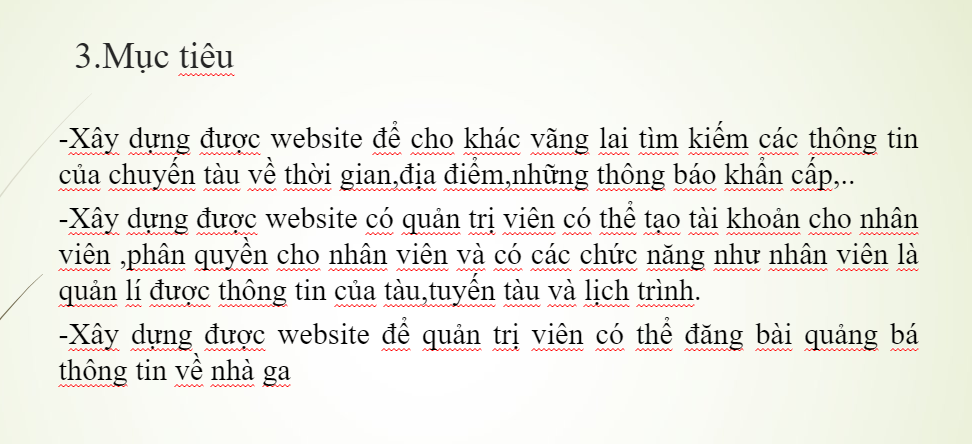 3.Mục tiêu
-Xây dựng được website để cho khác vãng lai tìm kiếm các thông tin
của chuyến tàu về thời gian,địa điểm,những thông báo khẩn cấp,..
-Xây dựng được website có quản trị viên có thể tạo tài khoản cho nhân
viên ,phân quyền cho nhân viên và có các chức năng như nhân viên là
quản lí được thông tin của tàu,tuyến tàu và lịch trình.
-Xây dựng được website để quản trị viên có thể đăng bài quảng bá
thông tin về nhà ga